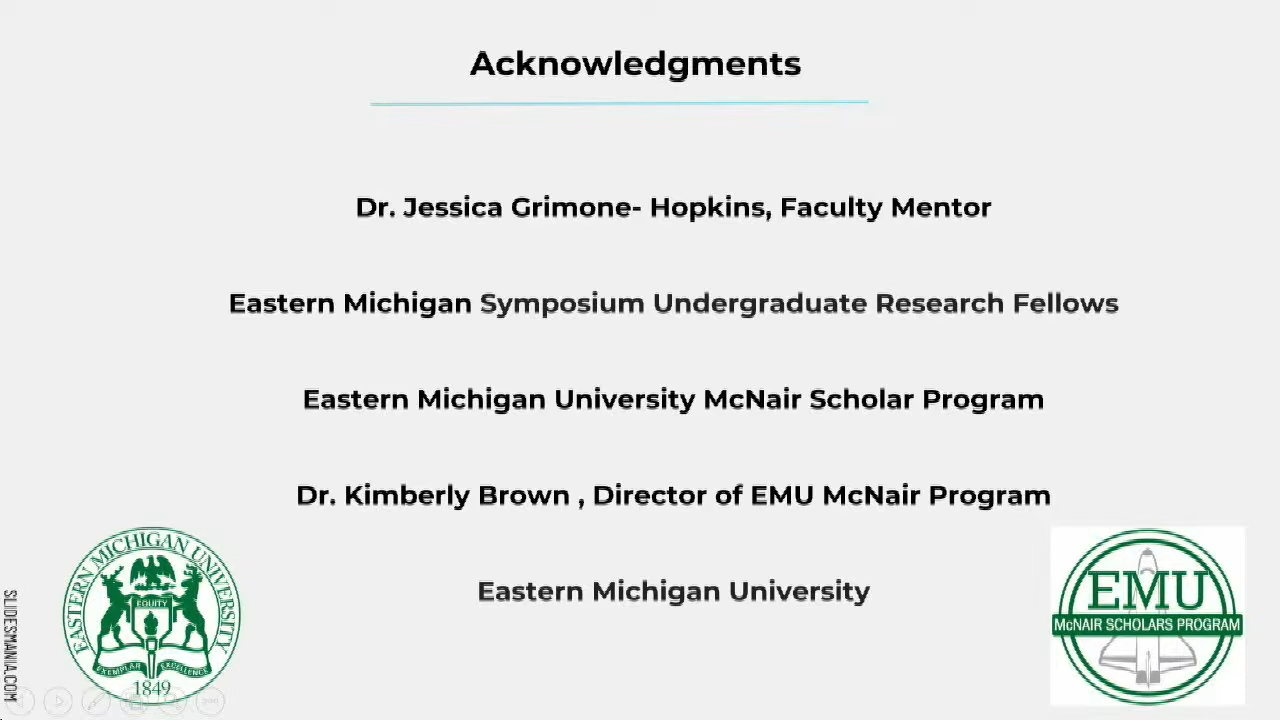 Acknowledgments
Dr. Jessica Grimone- Hopkins, Faculty Mentor
Eastern Michigan Symposium Undergraduate Research Fellows
Eastern Michigan University McNair Scholar Program
Dr. Kimberly Brown , Director of EMU McNair Program
Eastern Michigan University
EASTERN MICHIGAN UNIVERSITY
EQUITY
EXEMPLAR EXCELLENCE
1849
EMU
McNAIR SCHOLARS PROGRAM
SLIDESMANIA.COM